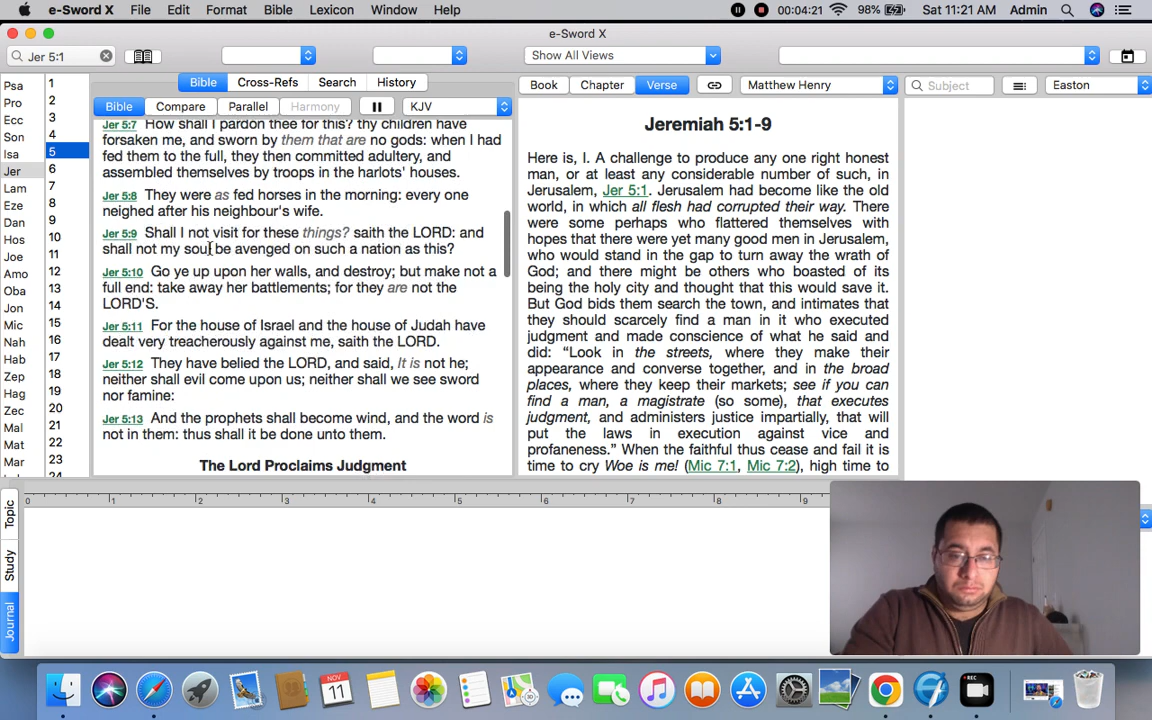 e-Sword X File Edit Format Bible Lexicon Window Help 00:04:21 98% Sat 11:21 AM Admin
e-Sword X
Jer 5:1 Show All Views
Bible Cross-Refs Search History
Book Chapter Verse Matthew Henry Subject Easton
Bible Compare Parallel Harmony KJV
Psa
Pro
Ecc
Son
Isa
Jer
Lam
Eze
Dan
Hos
Joe
Amo
Oba
Jon
Mic
Nah
Hab
Zep
Hag
Zec
Mal
Mat
Mar
1
2
3
4
5
6
7
8
9
10
11
12
13
14
15
16
17
18
19
20
21
22
23
24
Jer 5:7 How shall I pardon thee for this? thy children have
forsaken me, and sworn by them that are no gods: when I had
fed them to the full, they then committed adultery, and
assembled themselves by troops in the harlots' houses.
Jer 5:8 They were as fed horses in the morning: every one
neighed after his neighbour's wife.
Jer 5:9 Shall I not visit for these things? saith the LORD: and
shall not my soul be avenged on such a nation as this?
Jer 5:10 Go ye up upon her walls, and destroy; but make not a
full end: take away her battlements; for they are not the
LORD'S.
Jer 5:11 For the house of Israel and the house of Judah have
dealt very treacherously against me, saith the LORD.
Jer 5:12 They have belied the LORD, and said, It is not he;
neither shall evil come upon us; neither shall we see sword
nor famine:
Jer 5:13 And the prophets shall become wind, and the word is
not in them: thus shall it be done unto them.
The Lord Proclaims Judgment
Jeremiah 5:1-9
Here is, I. A challenge to produce any one right honest
man, or at least any considerable number of such, in
Jerusalem, Jer 5:1. Jerusalem had become like the old
world, in which all flesh had corrupted their way. There
were some perhaps who flattered themselves with
hopes that there were yet many good men in Jerusalem,
who would stand in the gap to turn away the wrath of
God; and there might be others who boasted of its
being the holy city and thought that this would save it.
But God bids them search the town, and intimates that
they should scarcely find a man in it who executed
judgment and made conscience of what he said and
did: “Look in the streets, where they make their
appearance and converse together, and in the broad
places, where they keep their markets; see if you can
find a man, a magistrate (so some), that executes
judgment, and administers justice impartially, that will
put the laws in execution against vice and
profaneness.” When the faithful thus cease and fail it is
time to cry Woe is me! (Mic 7:1, Mic 7:2), high time to
0 1 2 3 4 5 6 7 8 9
Topic
Study
Journal
NOV
11
REC